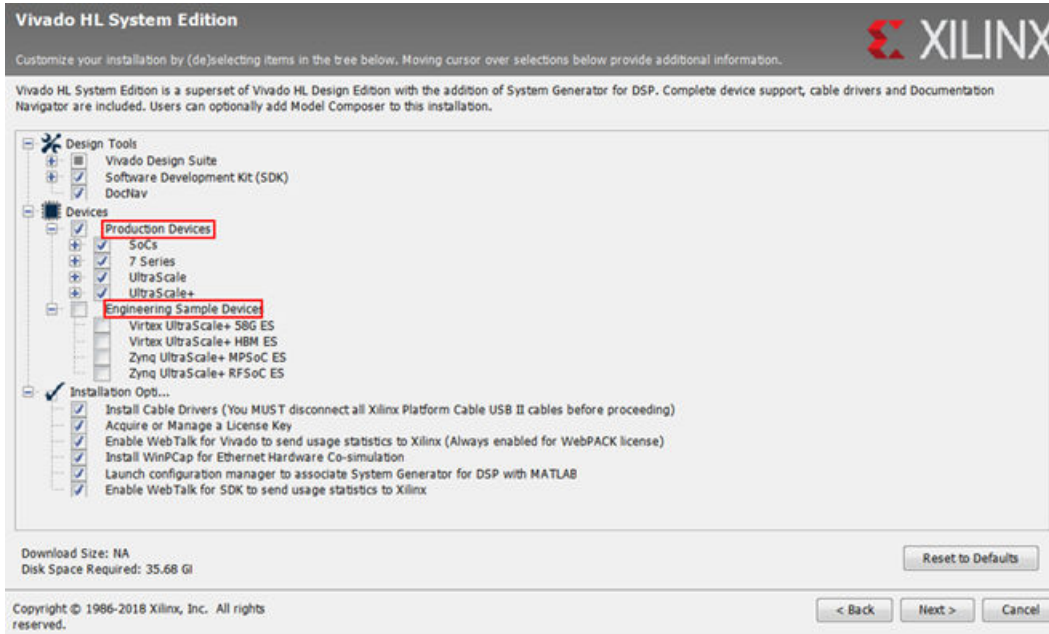 Vivado HL System Edition
XILINX
Customize your installation by (de)selecting items in the tree below. Moving cursor over selections below provide additional information.
Vivado HL System Edition is a superset of Vivado HL Design Edition with the addition of System Generator for DSP. Complete device support, cable drivers and Documentation
Navigator are included. Users can optionally add Model Composer to this installation.
Design Tools
Vivado Design Suite
Software Development Kit (SDK)
DocNav
Devices
Production Devices
SoCs
7 Series
UltraScale
UltraScale+
Engineering Sample Devices
Virtex UltraScale+ 58G ES
Virtex UltraScale+ HBM ES
Zynq UltraScale+ MPSoC ES
Zynq UltraScale+ RFSoC ES
Installation Opti...
Install Cable Drivers (You MUST disconnect all Xilinx Platform Cable USB II cables before proceeding)
Acquire or Manage a License Key
Enable WebTalk for Vivado to send usage statistics to Xilinx (Always enabled for WebPACK license)
Install WinPCap for Ethernet Hardware Co-simulation
Launch configuration manager to associate System Generator for DSP with MATLAB
Enable WebTalk for SDK to send usage statistics to Xilinx
Download Size: NA
Disk Space Required: 35.68 GI
Reset to Defaults
Copyright © 1986-2018 Xilinx, Inc. All rights
reserved.
< Back
Next >
Cancel